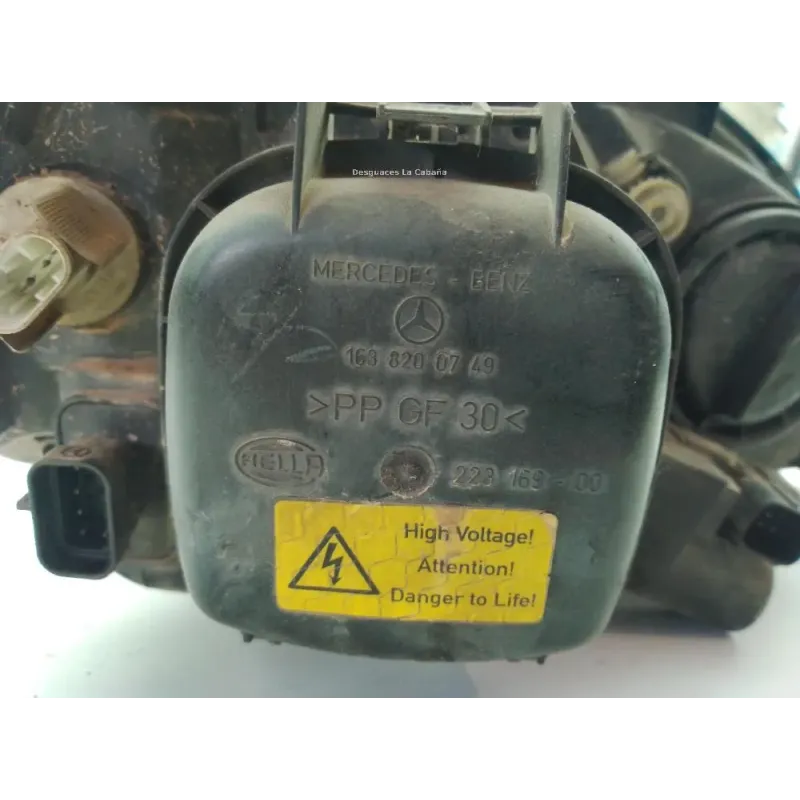 Desguaces La Cabaña
MERCEDES - BENZ
163 820 07 49
>PP GF 30<
HELLA
223 169 - 00
High Voltage!
Attention!
Danger to Life!